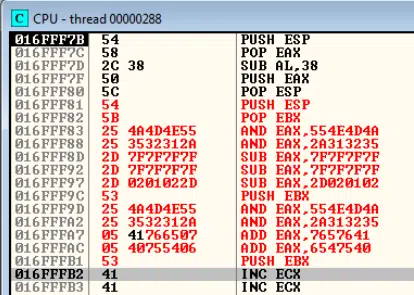 C CPU - thread 00000288
016FFF7B 54 PUSH ESP
016FFF7C 58 POP EAX
016FFF7D 2C 38 SUB AL,38
016FFF7F 50 PUSH EAX
016FFF80 5C POP ESP
016FFF81 54 PUSH ESP
016FFF82 5B POP EBX
016FFF83 25 4A4D4E55 AND EAX,554E4D4A
016FFF88 25 3532312A AND EAX,2A313235
016FFF8D 2D 7F7F7F7F SUB EAX,7F7F7F7F
016FFF92 2D 7F7F7F7F SUB EAX,7F7F7F7F
016FFF97 2D 0201022D SUB EAX,2D020102
016FFF9C 53 PUSH EBX
016FFF9D 25 4A4D4E55 AND EAX,554E4D4A
016FFFA2 25 3532312A AND EAX,2A313235
016FFFA7 05 41766507 ADD EAX,7657641
016FFFAC 05 40755406 ADD EAX,6547540
016FFFB1 53 PUSH EBX
016FFFB2 41 INC ECX
016FFFB3 41 INC ECX